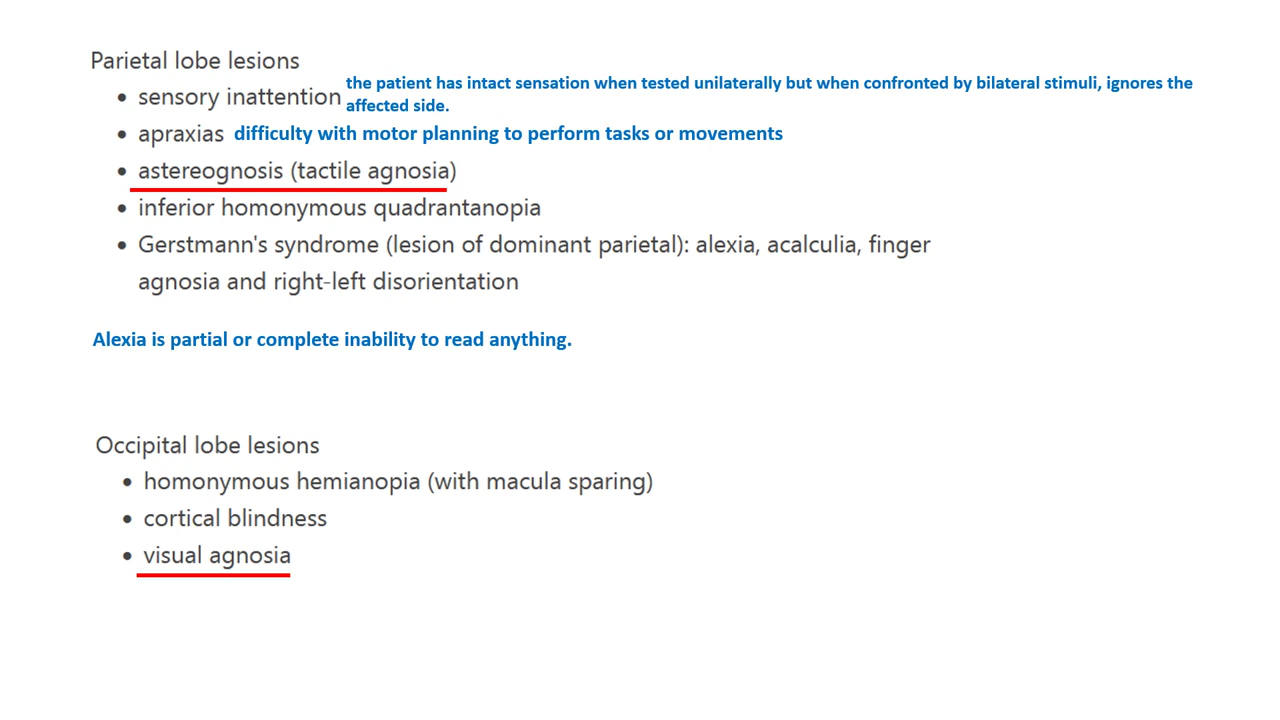 Parietal lobe lesions
the patient has intact sensation when tested unilaterally but when confronted by bilateral stimuli, ignores the
• sensory inattention
affected side.
• apraxias difficulty with motor planning to perform tasks or movements
• astereognosis (tactile agnosia)
• inferior homonymous quadrantanopia
• Gerstmann's syndrome (lesion of dominant parietal): alexia, acalculia, finger
agnosia and right-left disorientation
Alexia is partial or complete inability to read anything.
Occipital lobe lesions
• homonymous hemianopia (with macula sparing)
• cortical blindness
• visual agnosia